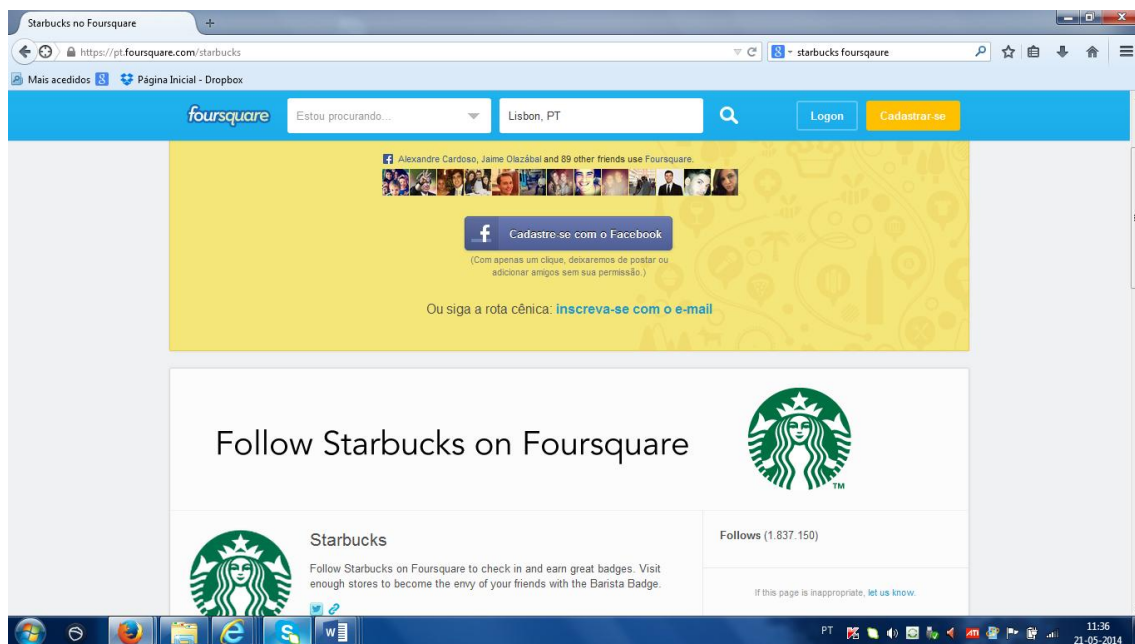 Starbucks no Foursquare
https://pt.foursquare.com/starbucks
starbucks foursqaure
Mais acedidos
Página Inicial - Dropbox
foursquare
Estou procurando...
Lisbon, PT
Logon
Cadastrar-se
Alexandre Cardoso, Jaime Olazábal and 89 other friends use Foursquare.
Cadastre-se com o Facebook
(Com apenas um clique, deixaremos de postar ou
adicionar amigos sem sua permissão.)
Ou siga a rota cênica: inscreva-se com o e-mail
Follow Starbucks on Foursquare
TM
Starbucks
Follow Starbucks on Foursquare to check in and earn great badges. Visit
enough stores to become the envy of your friends with the Barista Badge.
Follows (1.837.150)
If this page is inappropriate, let us know.
PT
11:36
21-05-2014